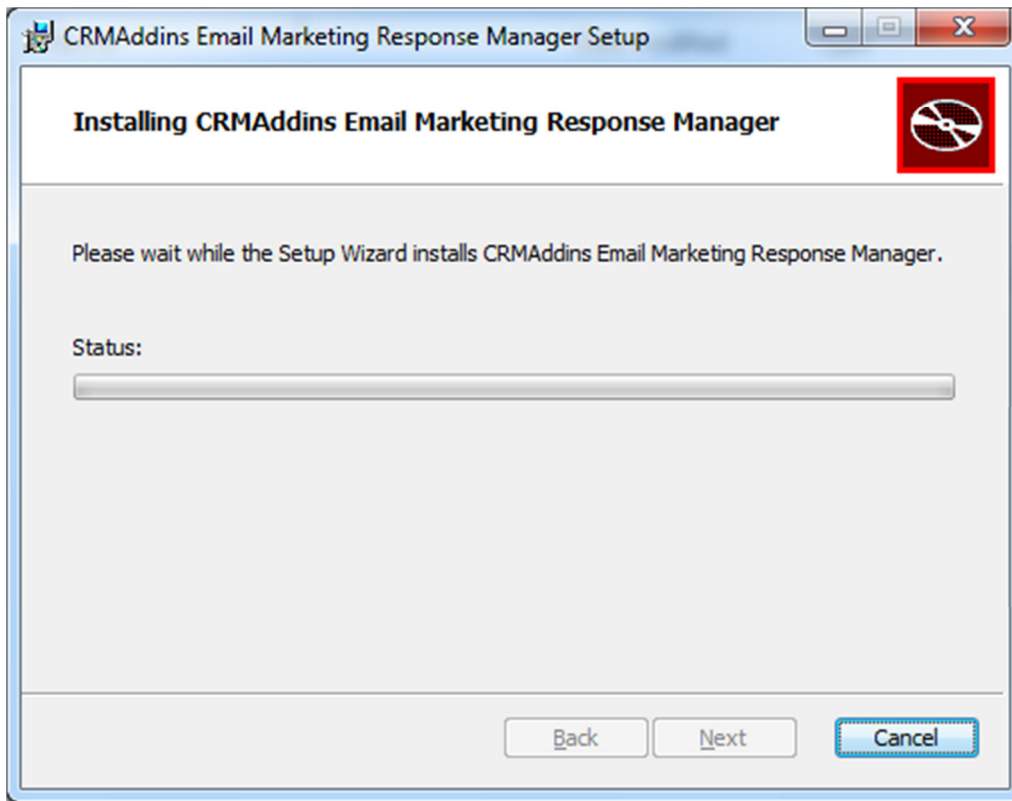 CRMAddins Email Marketing Response Manager Setup
Installing CRMAddins Email Marketing Response Manager
Please wait while the Setup Wizard installs CRMAddins Email Marketing Response Manager.
Status:
Back Next Cancel